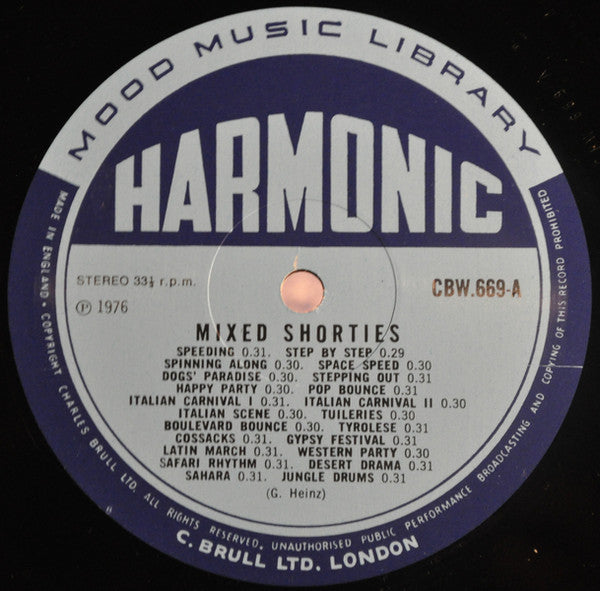 MOOD MUSIC LIBRARY
HARMONIC
STEREO 33⅓ r.p.m.
CBW.669-A
Ⓟ 1976
MIXED SHORTIES
SPEEDING 0.31. STEP BY STEP 0.29
SPINNING ALONG 0.30. SPACE SPEED 0.30
DOGS' PARADISE 0.30. STEPPING OUT 0.31
HAPPY PARTY 0.30. POP BOUNCE 0.31
ITALIAN CARNIVAL I 0.31. ITALIAN CARNIVAL II 0.30
ITALIAN SCENE 0.30. TUILERIES 0.30
BOULEVARD BOUNCE 0.30. TYROLESE 0.31
COSSACKS 0.31. GYPSY FESTIVAL 0.31
LATIN MARCH 0.31. WESTERN PARTY 0.30
SAFARI RHYTHM 0.31. DESERT DRAMA 0.31
SAHARA 0.31. JUNGLE DRUMS 0.31
(G. Heinz)
MADE IN ENGLAND • COPYRIGHT CHARLES BRULL LTD. ALL RIGHTS RESERVED, UNAUTHORISED PUBLIC PERFORMANCE BROADCASTING AND COPYING OF THIS RECORD PROHIBITED
C. BRULL LTD. LONDON